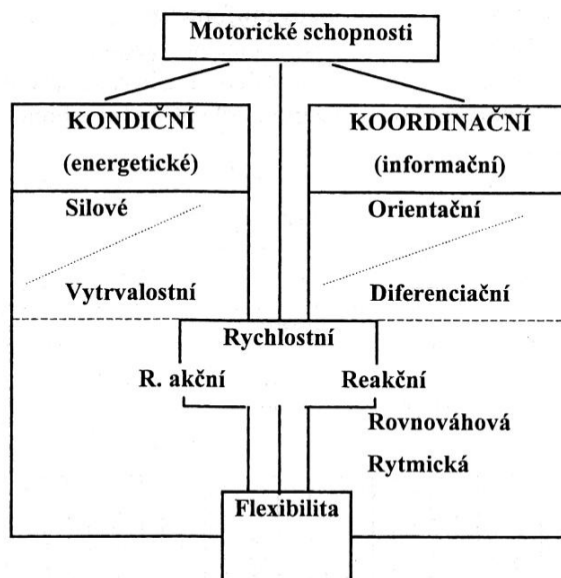 Motorické schopnosti
KONDIČNÍ
(energetické)
KOORDINAČNÍ
(informační)
Silové
Orientační
Vytrvalostní
Diferenciační
Rychlostní
R. akční
Reakční
Rovnováhová
Rytmická
Flexibilita